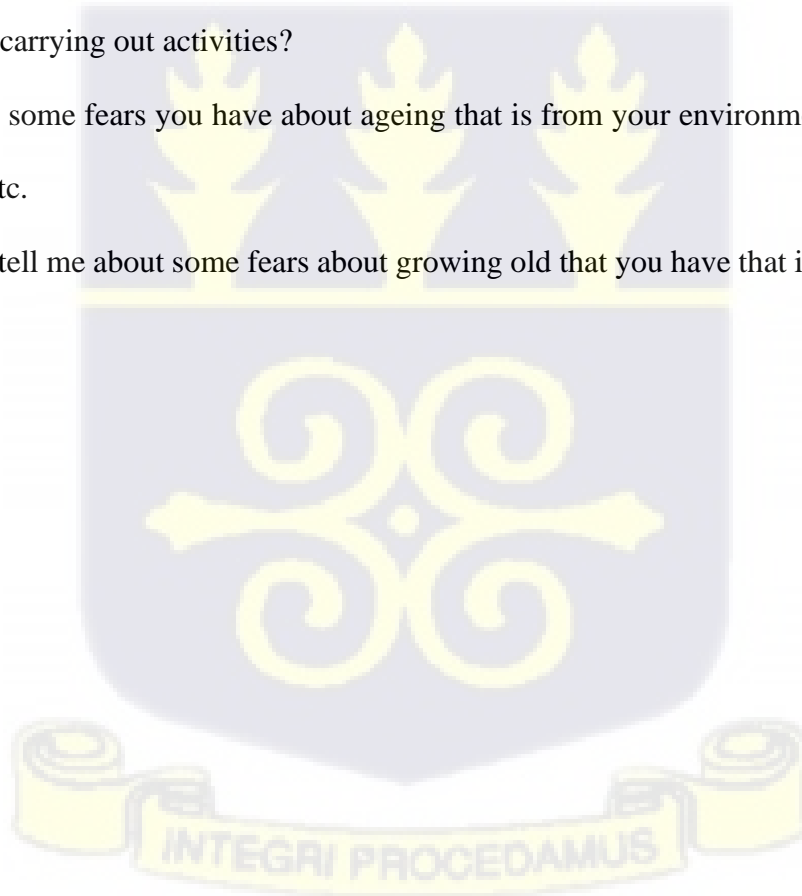 carrying out activities?
some fears you have about ageing that is from your environm
tc.
tell me about some fears about growing old that you have that i
INTEGRI PROCEDAMUS